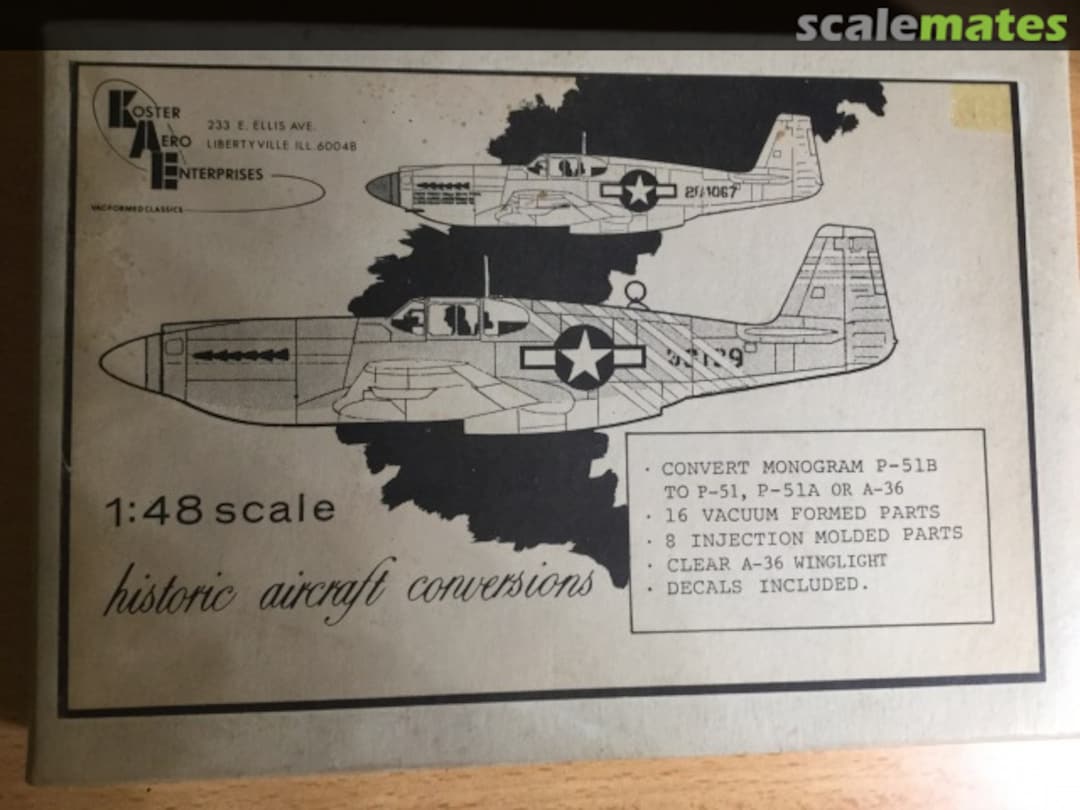 scalemates
KOSTER
AERO
ENTERPRISES
233 E. ELLIS AVE.
LIBERTYVILLE ILL. 60048
VACFORMED CLASSICS
1:48 scale
historic aircraft conversions
· CONVERT MONOGRAM P-51B
TO P-51, P-51A OR A-36
· 16 VACUUM FORMED PARTS
· 8 INJECTION MOLDED PARTS
· CLEAR A-36 WINGLIGHT
· DECALS INCLUDED.